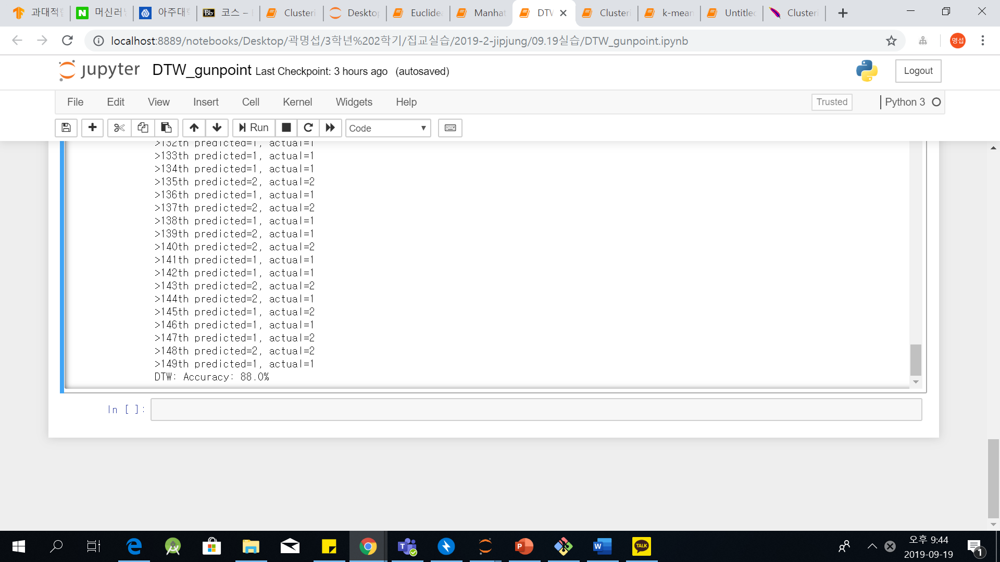 과대적합
머신러닝
아주대학
코스 –
Clusteri
Desktop
Euclidea
Manhat
DTW
Clusteri
k-mean
Untitled
Clusteri
localhost:8889/notebooks/Desktop/곽명섭/3학년%202학기/집교실습/2019-2-jipjung/09.19실습/DTW_gunpoint.ipynb
명섭
jupyter DTW_gunpoint Last Checkpoint: 3 hours ago (autosaved)
Logout
File Edit View Insert Cell Kernel Widgets Help
Trusted
Python 3
Run
Code
>132th predicted=1, actual=1
>133th predicted=1, actual=1
>134th predicted=1, actual=1
>135th predicted=2, actual=2
>136th predicted=1, actual=1
>137th predicted=2, actual=2
>138th predicted=1, actual=1
>139th predicted=2, actual=1
>140th predicted=2, actual=2
>141th predicted=1, actual=1
>142th predicted=1, actual=1
>143th predicted=2, actual=2
>144th predicted=2, actual=1
>145th predicted=1, actual=2
>146th predicted=1, actual=1
>147th predicted=1, actual=2
>148th predicted=2, actual=2
>149th predicted=1, actual=1
DTW: Accuracy: 88.0%
In [ ]:
TALK
오후 9:44
2019-09-19
1